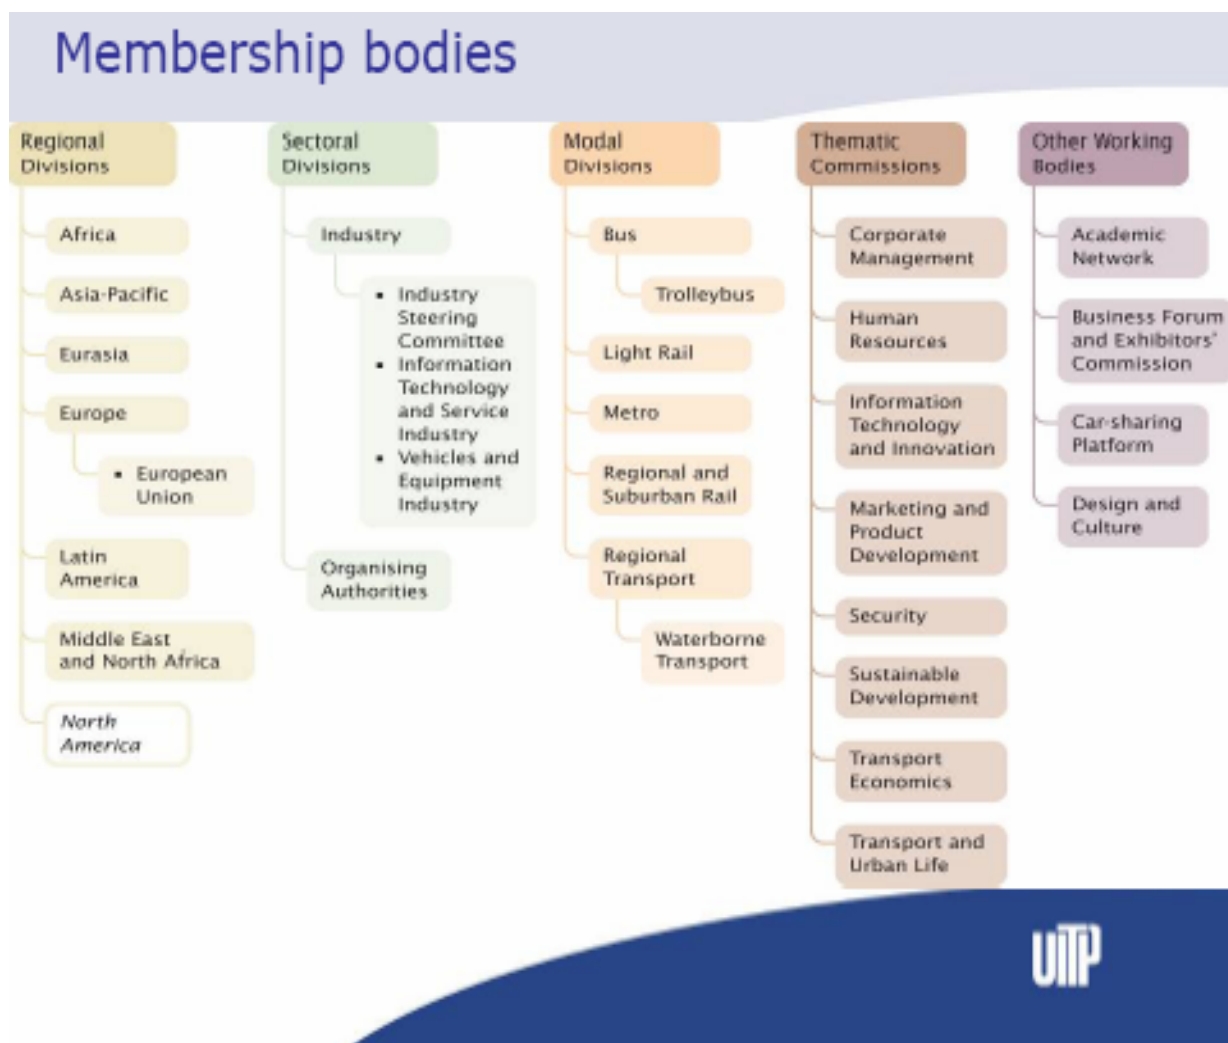 Membership bodies
Regional
Divisions
Africa
Asia-Pacific
Eurasia
Europe
▪ European
Union
Latin
America
Middle East
and North Africa
North
America
Sectoral
Divisions
Industry
▪ Industry
Steering
Committee
▪ Information
Technology
and Service
Industry
▪ Vehicles and
Equipment
Industry
Organising
Authorities
Modal
Divisions
Bus
Trolleybus
Light Rail
Metro
Regional and
Suburban Rail
Regional
Transport
Waterborne
Transport
Thematic
Commissions
Corporate
Management
Human
Resources
Information
Technology
and Innovation
Marketing and
Product
Development
Security
Sustainable
Development
Transport
Economics
Transport and
Urban Life
Other Working
Bodies
Academic
Network
Business Forum
and Exhibitors'
Commission
Car-sharing
Platform
Design and
Culture
UITP